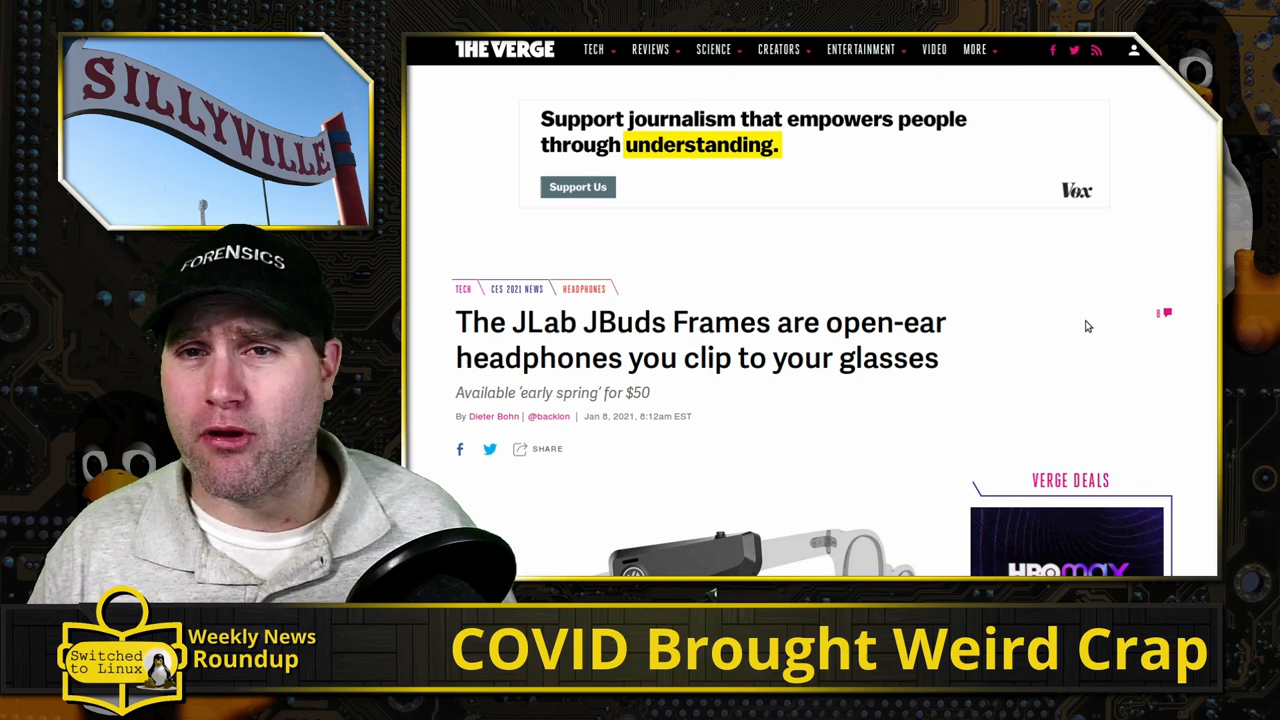 SILLYVILLE
FORENSICS
THE VERGE
TECH REVIEWS SCIENCE CREATORS ENTERTAINMENT VIDEO MORE
Support journalism that empowers people
through understanding.
Support Us
Vox
TECH CES 2021 NEWS HEADPHONES
The JLab JBuds Frames are open-ear
headphones you clip to your glasses
8
Available ‘early spring’ for $50
By Dieter Bohn | @backlon | Jan 8, 2021, 8:12am EST
SHARE
VERGE DEALS
HBOMAX
Switched
to Linux
Weekly News
Roundup
COVID Brought Weird Crap